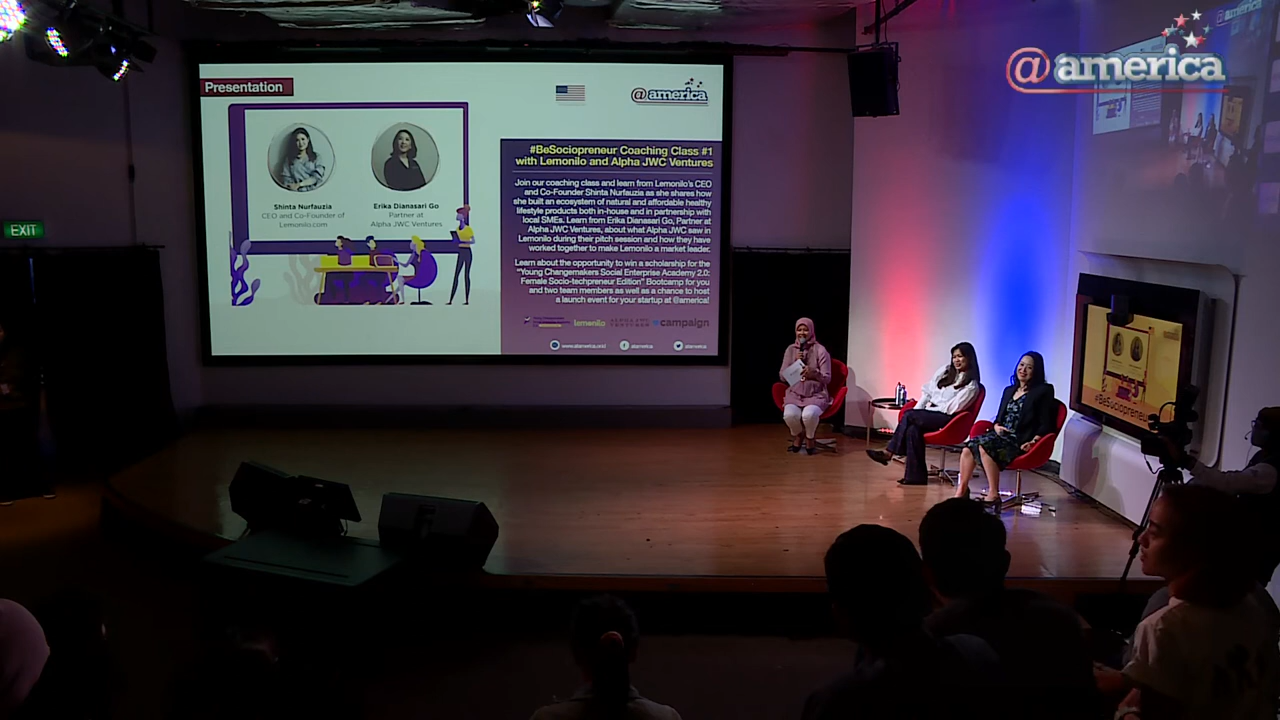 @america
Presentation
@america
Shinta Nurfauzia
CEO and Co-Founder of
Lemonilo.com
Erika Dianasari Go
Partner at
Alpha JWC Ventures
#BeSociopreneur Coaching Class #1
with Lemonilo and Alpha JWC Ventures
Join our coaching class and learn from Lemonilo's CEO
and Co-Founder Shinta Nurfauzia as she shares how
she built an ecosystem of natural and affordable healthy
lifestyle products both in-house and in partnership with
local SMEs. Learn from Erika Dianasari Go, Partner at
Alpha JWC Ventures, about what Alpha JWC saw in
Lemonilo during their pitch session and how they have
worked together to make Lemonilo a market leader.
Learn about the opportunity to win a scholarship for the
"Young Changemakers Social Enterprise Academy 2.0:
Female Socio-techpreneur Edition" Bootcamp for you
and two team members as well as a chance to host
a launch event for your startup at @america!
lemonilo
campaign
www.atamerica.or.id
atamerica
atamerica
EXIT
#BeSociopreneu